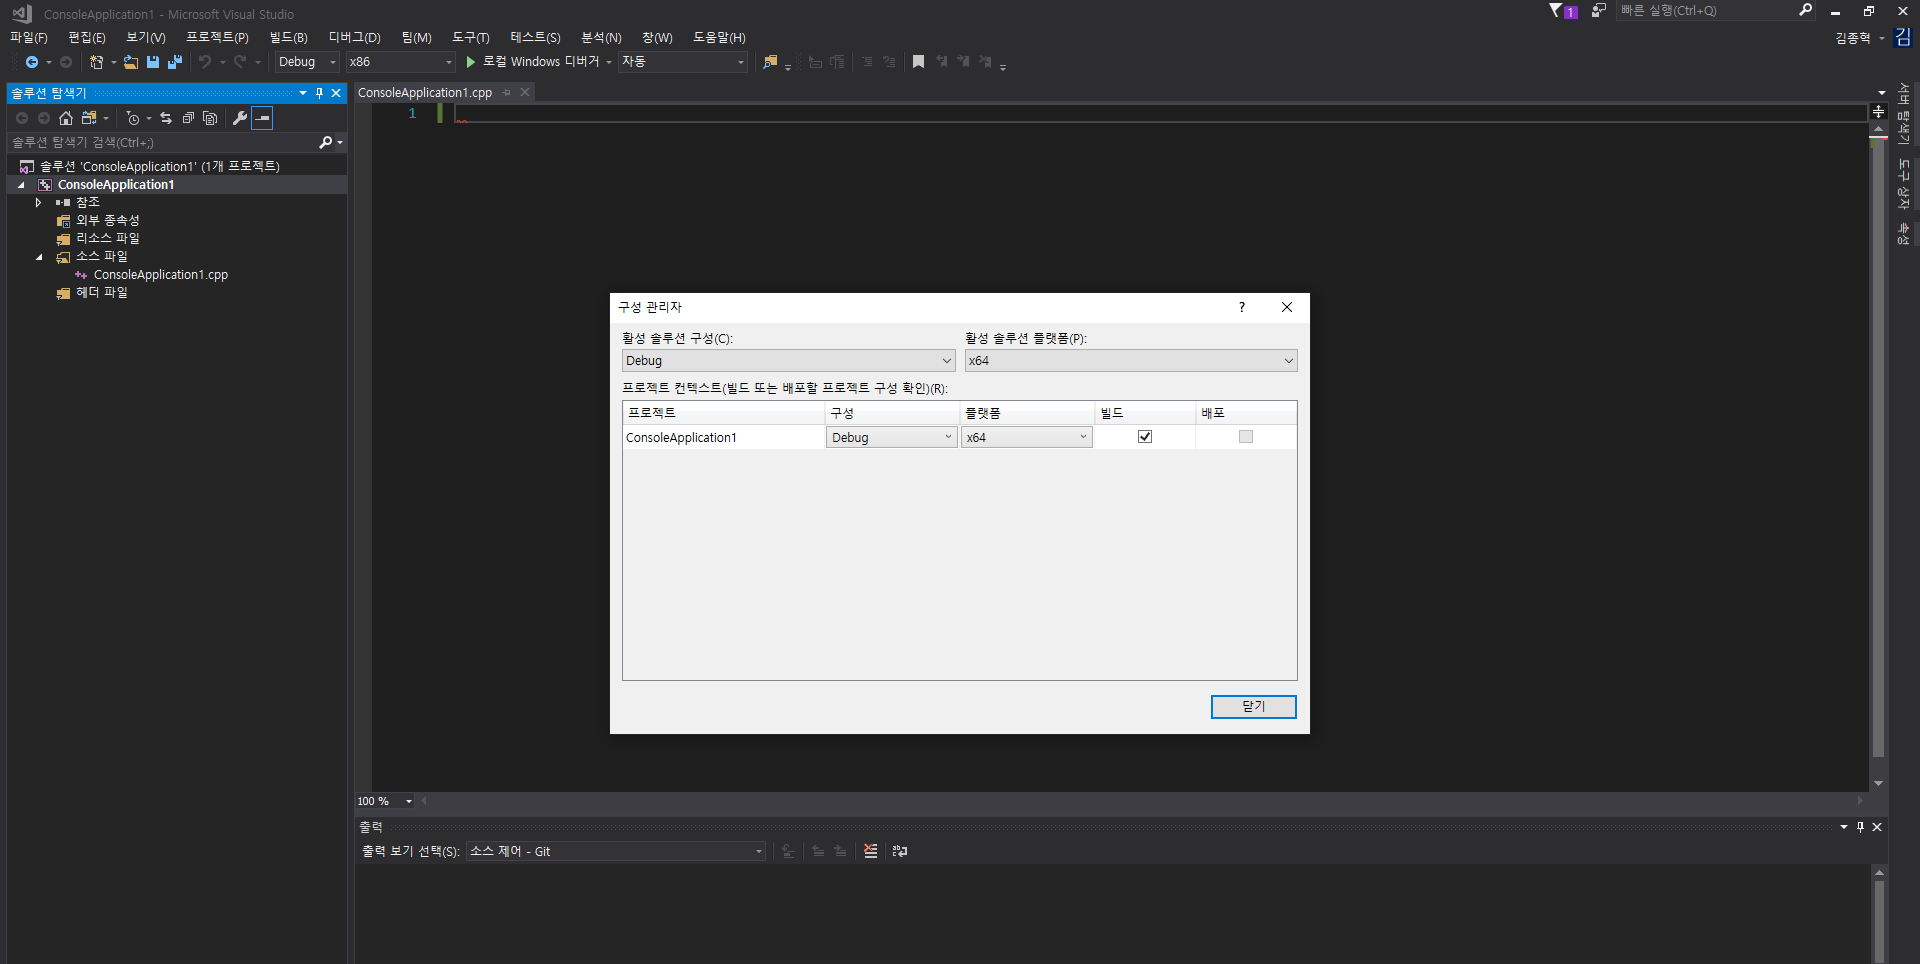 ConsoleApplication1 - Microsoft Visual Studio
1
빠른 실행(Ctrl+Q)
파일(F) 편집(E) 보기(V) 프로젝트(P) 빌드(B) 디버그(D) 팀(M) 도구(T) 테스트(S) 분석(N) 창(W) 도움말(H)
김종혁 김
Debug x86 로컬 Windows 디버거 자동
솔루션 탐색기
솔루션 탐색기 검색(Ctrl+;)
솔루션 'ConsoleApplication1' (1개 프로젝트)
ConsoleApplication1
참조
외부 종속성
리소스 파일
소스 파일
ConsoleApplication1.cpp
헤더 파일
ConsoleApplication1.cpp
1
구성 관리자
활성 솔루션 구성(C): 활성 솔루션 플랫폼(P):
Debug x64
프로젝트 컨텍스트(빌드 또는 배포할 프로젝트 구성 확인)(R):
프로젝트 구성 플랫폼 빌드 배포
ConsoleApplication1 Debug x64
닫기
100 %
출력
출력 보기 선택(S): 소스 제어 - Git
서버 탐색기
도구 상자
속성